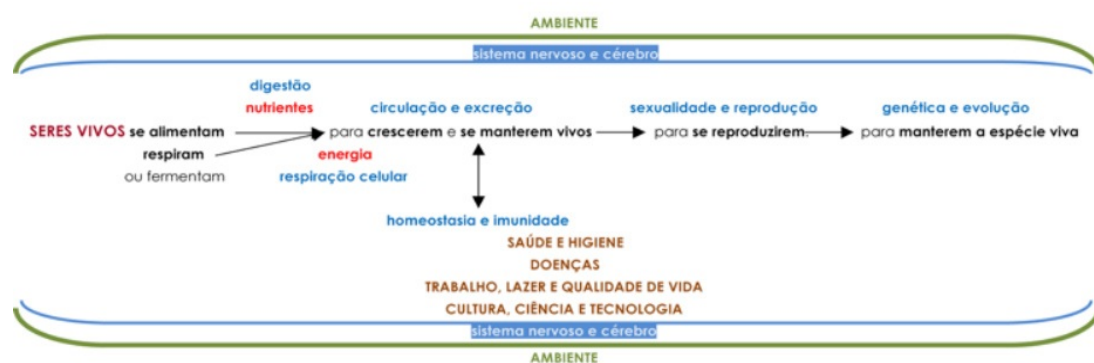 AMBIENTE
sistema nervoso e cérebro
digestão
nutrientes
circulação e excreção
sexualidade e reprodução
genética e evolução
SERES VIVOS se alimentam
para crescerem e se manterem vivos
para se reproduzirem.
para manterem a espécie viva
respiram
energia
ou fermentam
respiração celular
homeostasia e imunidade
SAÚDE E HIGIENE
DOENÇAS
TRABALHO, LAZER E QUALIDADE DE VIDA
CULTURA, CIÊNCIA E TECNOLOGIA
sistema nervoso e cérebro
AMBIENTE